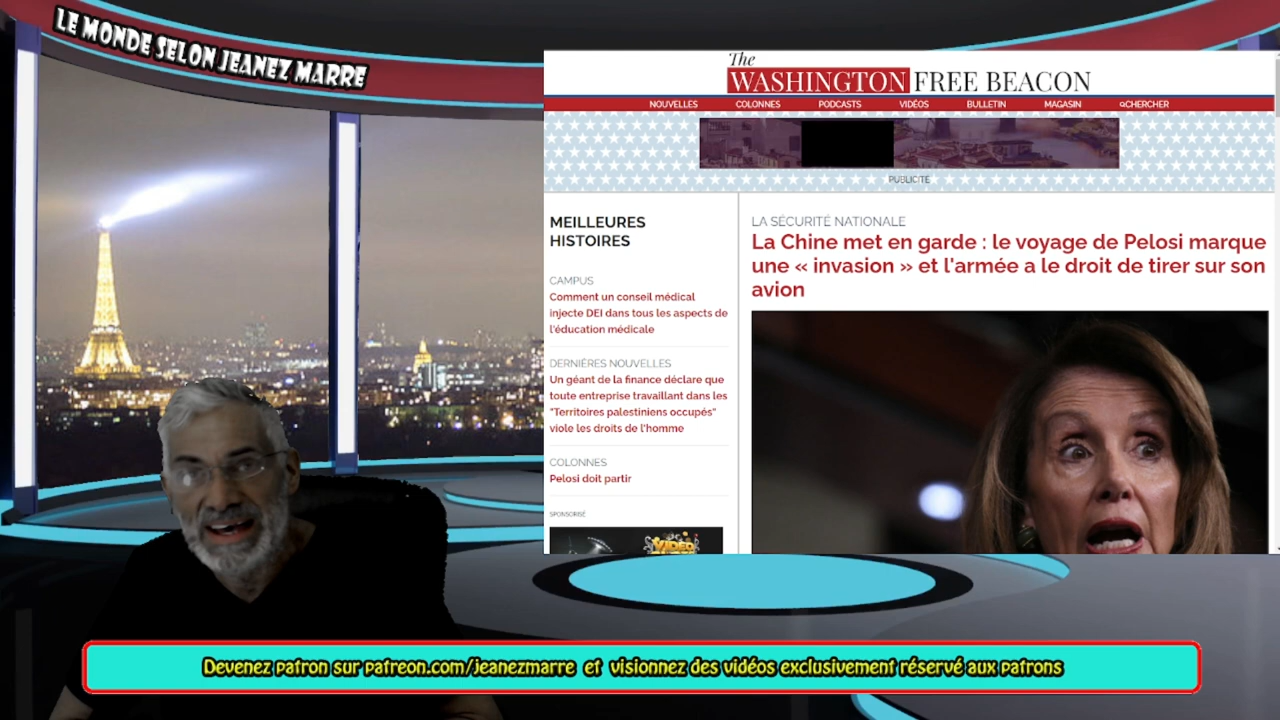 LE MONDE SELON JEANEZ MARRE
The
WASHINGTON FREE BEACON
NOUVELLES COLONNES PODCASTS VIDÉOS BULLETIN MAGASIN CHERCHER
PUBLICITÉ
MEILLEURES
HISTOIRES
CAMPUS
Comment un conseil médical
injecte DEI dans tous les aspects de
l'éducation médicale
DERNIÈRES NOUVELLES
Un géant de la finance déclare que
toute entreprise travaillant dans les
"Territoires palestiniens occupés"
viole les droits de l'homme
COLONNES
Pelosi doit partir
SPONSORISÉ
VIDEO
LA SÉCURITÉ NATIONALE
La Chine met en garde : le voyage de Pelosi marque
une « invasion » et l'armée a le droit de tirer sur son
avion
Devenez patron sur patreon.com/jeanezmarre et visionnez des vidéos exclusivement réservé aux patrons